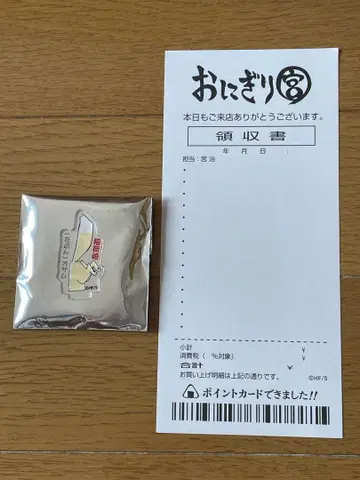 おにぎり宮
本日もご来店ありがとうございます。
領収書
年 月 日 :
担当:宮治
小計 ¥
消費税( %対象) ¥
合計 ¥
お買い上げ明細は上記の通りです。
©HF/S
ポイントカードできました!!
©HF/S